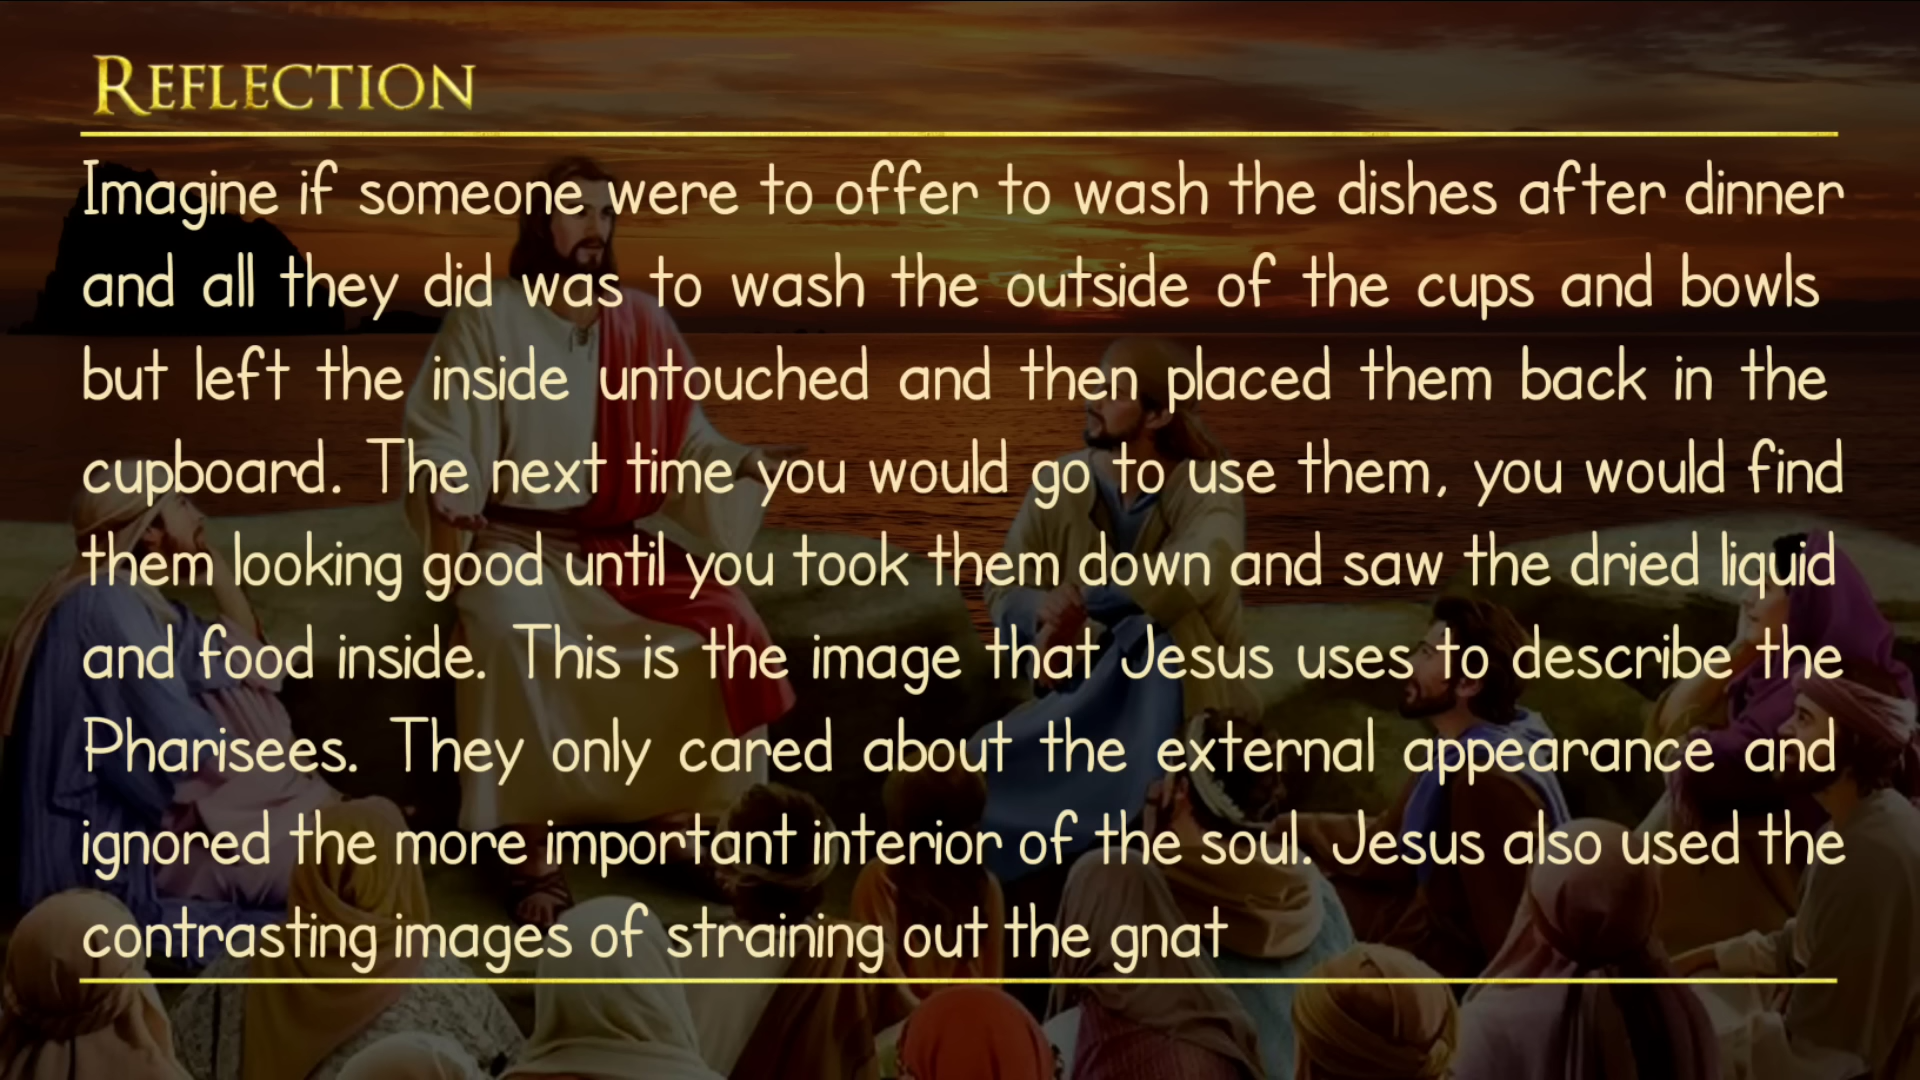 REFLECTION
Imagine if someone were to offer to wash the dishes after dinner
and all they did was to wash the outside of the cups and bowls
but left the inside untouched and then placed them back in the
cupboard. The next time you would go to use them, you would find
them looking good until you took them down and saw the dried liquid
and food inside. This is the image that Jesus uses to describe the
Pharisees. They only cared about the external appearance and
ignored the more important interior of the soul. Jesus also used the
contrasting images of straining out the gnat